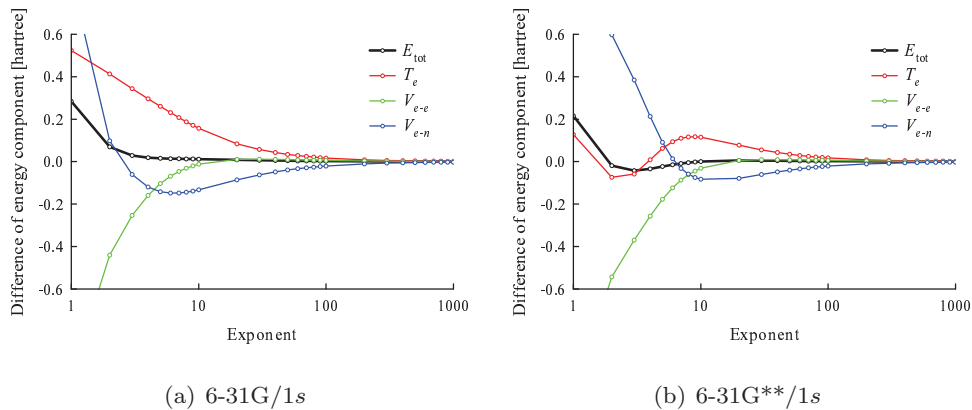 Difference of energy component [hartree]
0.6
0.4
0.2
0.0
-0.2
-0.4
-0.6
1
10
100
1000
Exponent
E_tot
T_e
V_e-e
V_e-n
(a) 6-31G/1s
Difference of energy component [hartree]
0.6
0.4
0.2
0.0
-0.2
-0.4
-0.6
1
10
100
1000
Exponent
E_tot
T_e
V_e-e
V_e-n
(b) 6-31G**/1s